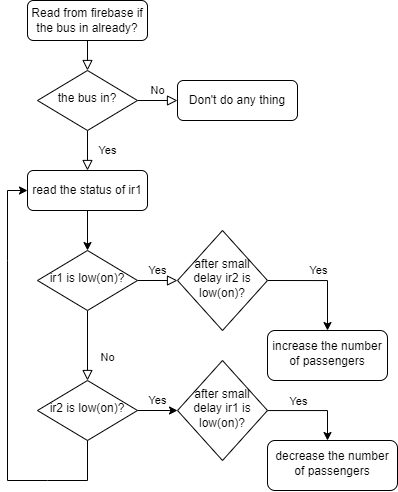 Read from firebase if
the bus in already?
the bus in?
No
Don't do any thing
Yes
read the status of ir1
ir1 is low(on)?
Yes
after small
delay ir2 is
low(on)?
Yes
increase the number
of passengers
No
ir2 is low(on)?
Yes
after small
delay ir1 is
low(on)?
Yes
decrease the number
of passengers